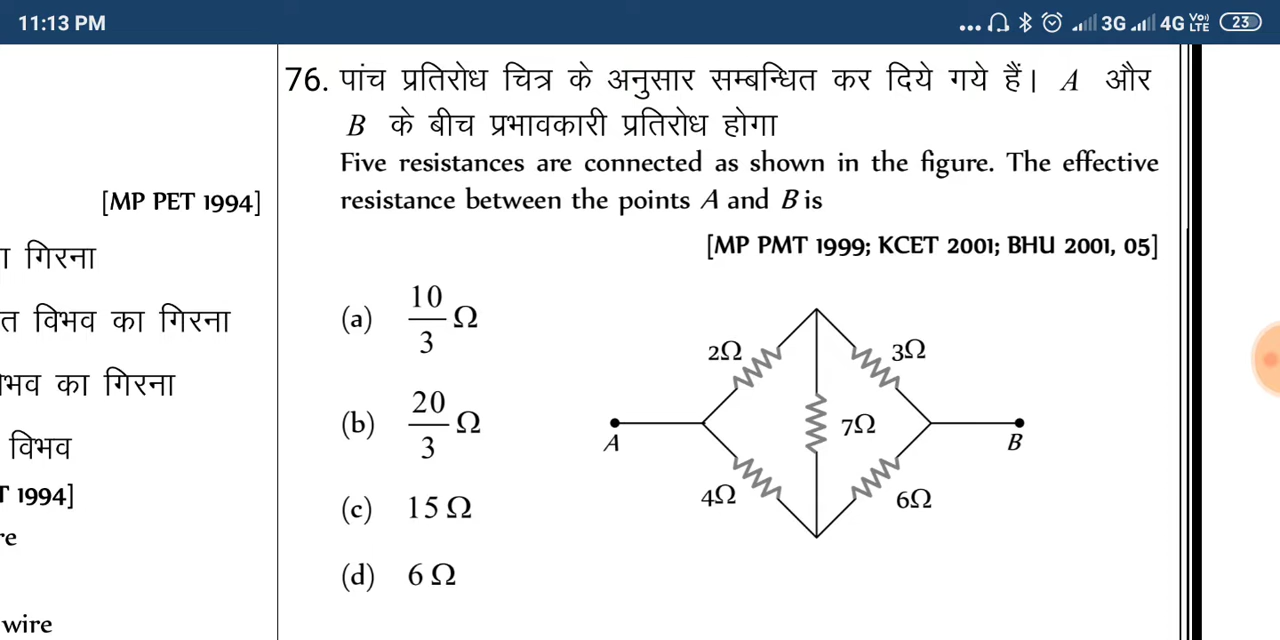 11:13 PM
... 3G 4G Vo) LTE 23
76. पांच प्रतिरोध चित्र के अनुसार सम्बन्धित कर दिये गये हैं। A और
B के बीच प्रभावकारी प्रतिरोध होगा
Five resistances are connected as shown in the figure. The effective
resistance between the points A and B is
[MP PMT 1999; KCET 2001; BHU 2001, 05]
[MP PET 1994]
ा गिरना
त विभव का गिरना
भव का गिरना
विभव
T 1994]
re
wire
(a) 10/3 Ω
(b) 20/3 Ω
(c) 15 Ω
(d) 6 Ω
2Ω 3Ω
7Ω
A B
4Ω 6Ω